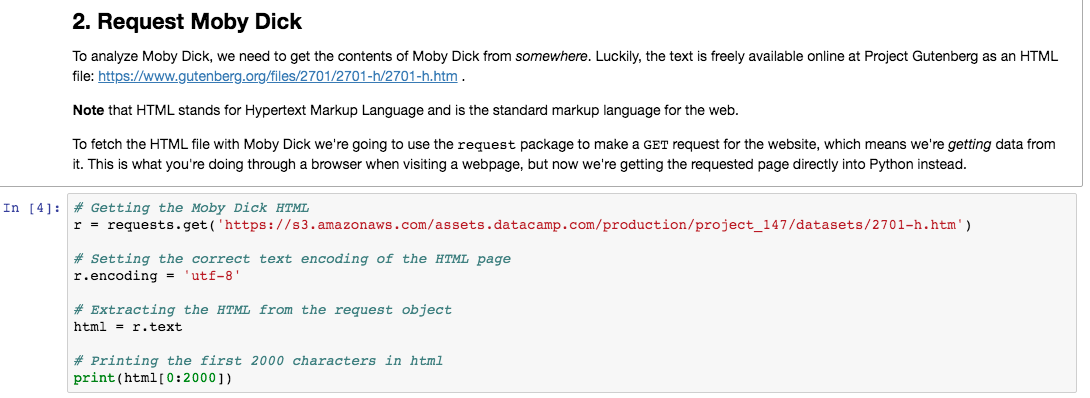 2. Request Moby Dick
To analyze Moby Dick, we need to get the contents of Moby Dick from somewhere. Luckily, the text is freely available online at Project Gutenberg as an HTML
file: https://www.gutenberg.org/files/2701/2701-h/2701-h.htm .
Note that HTML stands for Hypertext Markup Language and is the standard markup language for the web.
To fetch the HTML file with Moby Dick we're going to use the request package to make a GET request for the website, which means we're getting data from
it. This is what you're doing through a browser when visiting a webpage, but now we're getting the requested page directly into Python instead.
In [4]: # Getting the Moby Dick HTML
r = requests.get('https://s3.amazonaws.com/assets.datacamp.com/production/project_147/datasets/2701-h.htm')
# Setting the correct text encoding of the HTML page
r.encoding = 'utf-8'
# Extracting the HTML from the request object
html = r.text
# Printing the first 2000 characters in html
print(html[0:2000])